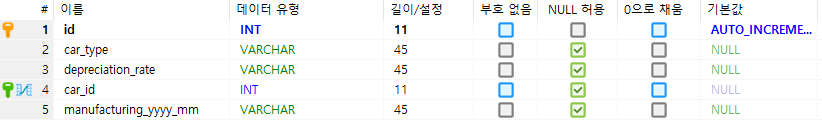 # 이름 데이터 유형 길이/설정 부호 없음 NULL 허용 0으로 채움 기본값
1 id INT 11 AUTO_INCREME...
2 car_type VARCHAR 45 NULL
3 depreciation_rate VARCHAR 45 NULL
4 car_id INT 11 NULL
5 manufacturing_yyyy_mm VARCHAR 45 NULL